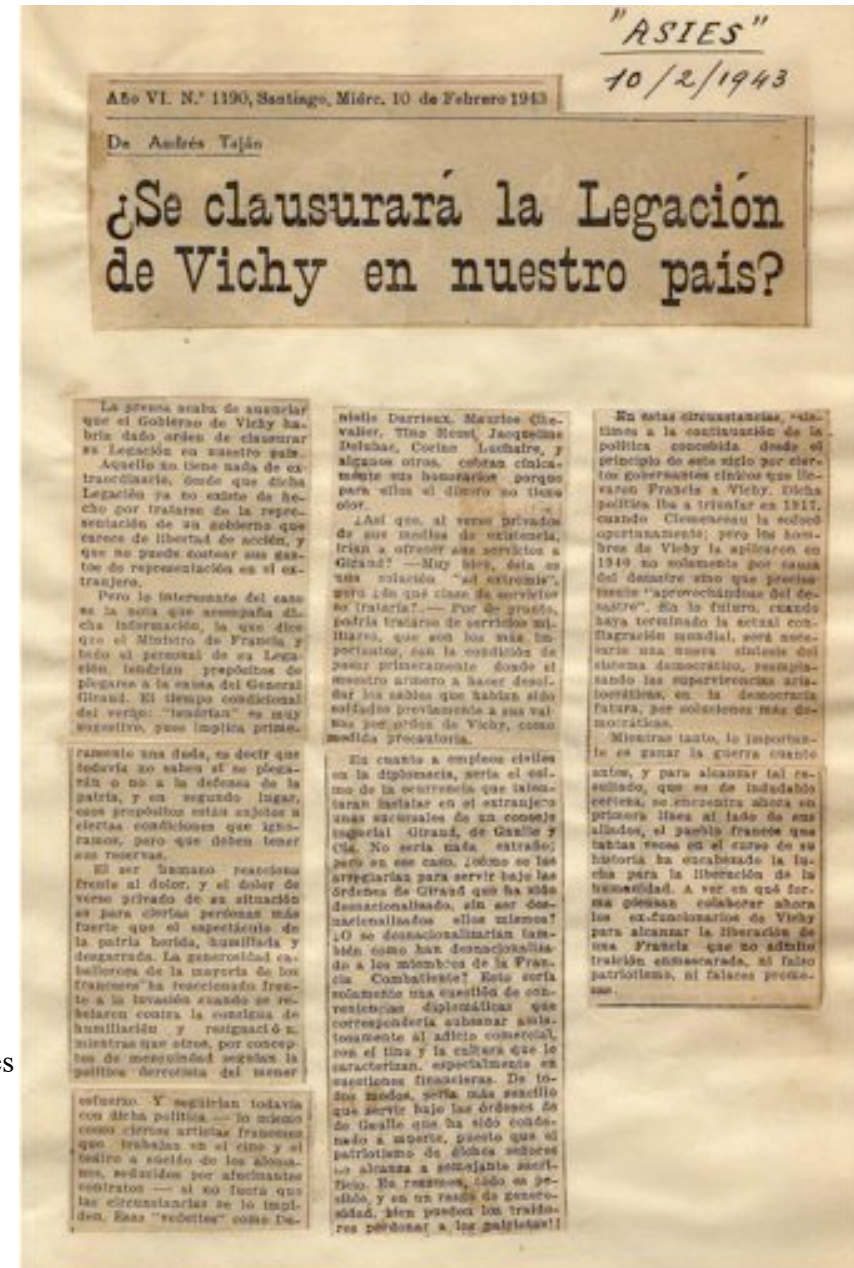 "ASIES"
10/2/1943
Año VI. N.° 1190, Santiago, Miérc. 10 de Febrero 1943
De Andrés Taján
¿Se clausurará la Legación
de Vichy en nuestro país?
La prensa acaba de anunciar
que el Gobierno de Vichy ha-
bría dado orden de clausurar
su Legación en nuestro país.
Aquello no tiene nada de ex-
traordinario, desde que dicha
Legación ya no existe de he-
cho por tratarse de la repre-
sentación de un gobierno que
carece de libertad de acción, y
que no puede costear sus gas-
tos de representación en el ex-
tranjero.
Pero lo interesante del caso
es la nota que acompaña di-
cha información, la que dice
que el Ministro de Francia y
todo el personal de su Lega-
ción tendrían propósitos de
plegarse a la causa del General
Giraud. El tiempo condicional
del verbo: "tendrían" es muy
sugestivo, pues implica prime-
ramente una duda, es decir que
todavía no saben si se plega-
rán o no a la defensa de la
patria, y en segundo lugar,
esos propósitos están sujetos a
ciertas condiciones que igno-
ramos, pero que deben tener
sus reservas.
El ser humano reacciona
frente al dolor, y el dolor de
verse privado de su situación
es para ciertas personas más
fuerte que el espectáculo de
la patria herida, humillada y
desgarrada. La generosidad ca-
balleresca de la mayoría de los
franceses ha reaccionado fren-
te a la invasión cuando se re-
belaron contra la consigna de
humillación y resignación,
mientras que otros, por concep-
tos de mezquindad seguían la
política derrotista del menor
es
esfuerzo. Y seguirían todavía
con dicha política — lo mismo
como ciertos artistas franceses
que trabajan en el cine y el
teatro a sueldo de los alema-
nes, seducidos por alucinantes
contratos — si no fuera que
las circunstancias se lo impi-
den. Esas "vedettes" como Da-
nielle Darrieux, Maurice Che-
valier, Tino Rossi, Jacqueline
Delubac, Corine Luchaire, y
algunos otros, cobran cínica-
mente sus honorarios porque
para ellos el dinero no tiene
olor.
¿Así que, al verse privados
de sus medios de existencia,
irían a ofrecer sus servicios a
Giraud? —Muy bien, ésta es
una solución "ad extremis",
pero ¿de qué clase de servicios
se trataría?.— Por de pronto,
podría tratarse de servicios mi-
litares, que son los más im-
portantes, con la condición de
pasar primeramente donde el
maestro armero a hacer desol-
dar los sables que habían sido
soldados previamente a sus vai-
nas por orden de Vichy, como
medida precautoria.
En cuanto a empleos civiles
en la diplomacia, sería el col-
mo de la ocurrencia que inten-
taran instalar en el extranjero
unas sucursales de un consejo
imperial Giraud, de Gaulle y
Cía. No sería nada extraño;
pero en ese caso, ¿cómo se las
arreglarían para servir bajo las
órdenes de Giraud que ha sido
desnacionalizado, sin ser des-
nacionalizados ellos mismos?
¿O se desnacionalizarían tam-
bién como han desnacionaliza-
do a los miembros de la Fran-
cia Combatiente? Esto sería
solamente una cuestión de con-
veniencias diplomáticas que
correspondería subsanar amis-
tosamente al adicto comercial,
con el tino y la cultura que lo
caracterizan, especialmente en
cuestiones financieras. De to-
dos modos, sería más sencillo
que servir bajo las órdenes de
de Gaulle que ha sido conde-
nado a muerte, puesto que el
patriotismo de dichos señores
no alcanza a semejante sacri-
ficio. En resumen, todo es po-
sible, y en un rasgo de genero-
sidad, bien pueden los traido-
res perdonar a los patriotas!!
En estas circunstancias, asis-
timos a la continuación de la
política concebida desde el
principio de este siglo por cier-
tos gobernantes cínicos que lle-
varon Francia a Vichy. Dicha
política iba a triunfar en 1917,
cuando Clemenceau la sofocó
oportunamente; pero los hom-
bres de Vichy la aplicaron en
1940 no solamente por causa
del desastre sino que precisa-
mente "aprovechándose del de-
sastre". En lo futuro, cuando
haya terminado la actual con-
flagración mundial, será nece-
saria una nueva síntesis del
sistema democrático, reempla-
zando las supervivencias aris-
tocráticas, en la democracia
futura, por soluciones más de-
mocráticas.
Mientras tanto, lo importan-
te es ganar la guerra cuanto
antes, y para alcanzar tal re-
sultado, que es de indudable
certeza, se encuentra ahora en
primera línea al lado de sus
aliados, el pueblo francés que
tantas veces en el curso de su
historia ha encabezado la lu-
cha para la liberación de la
humanidad. A ver en qué for-
ma piensan colaborar ahora
los ex-funcionarios de Vichy
para alcanzar la liberación de
una Francia que no admite
traición enmascarada, ni falso
patriotismo, ni falaces prome-
sas.